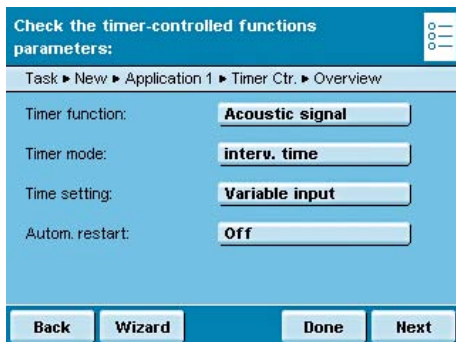 Check the timer-controlled functions
parameters:
Task ▸ New ▸ Application 1 ▸ Timer Ctr. ▸ Overview
Timer function: Acoustic signal
Timer mode: interv. time
Time setting: Variable input
Autom. restart: Off
Back Wizard Done Next